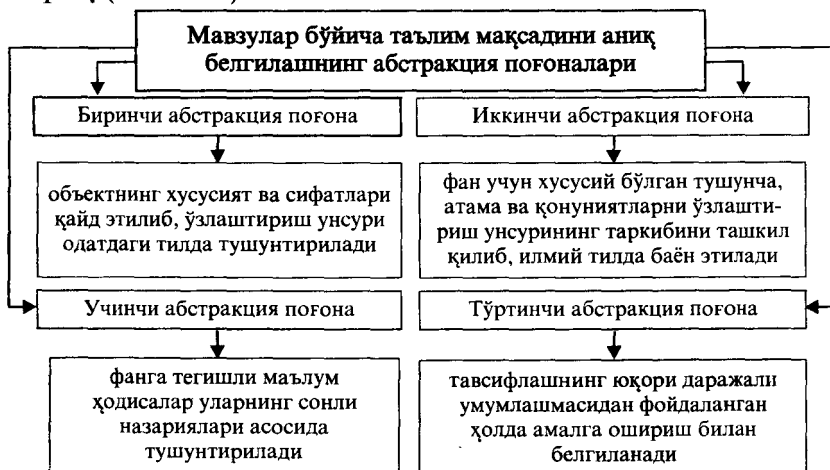 Мавзулар бўйича таълим мақсадини аниқ
белгилашнинг абстракция поғоналари
Биринчи абстракция поғона
Иккинчи абстракция поғона
объектнинг хусусият ва сифатлари
қайд этилиб, ўзлаштириш унсури
одатдаги тилда тушунтирилади
фан учун хусусий бўлган тушунча,
атама ва қонуниятларни ўзлашти-
риш унсурининг таркибини ташкил
қилиб, илмий тилда баён этилади
Учинчи абстракция поғона
Тўртинчи абстракция поғона
фанга тегишли маълум
ҳодисалар уларнинг сонли
назариялари асосида
тушунтирилади
тавсифлашнинг юқори даражали
умумлашмасидан фойдаланган
ҳолда амалга ошириш билан
белгиланади